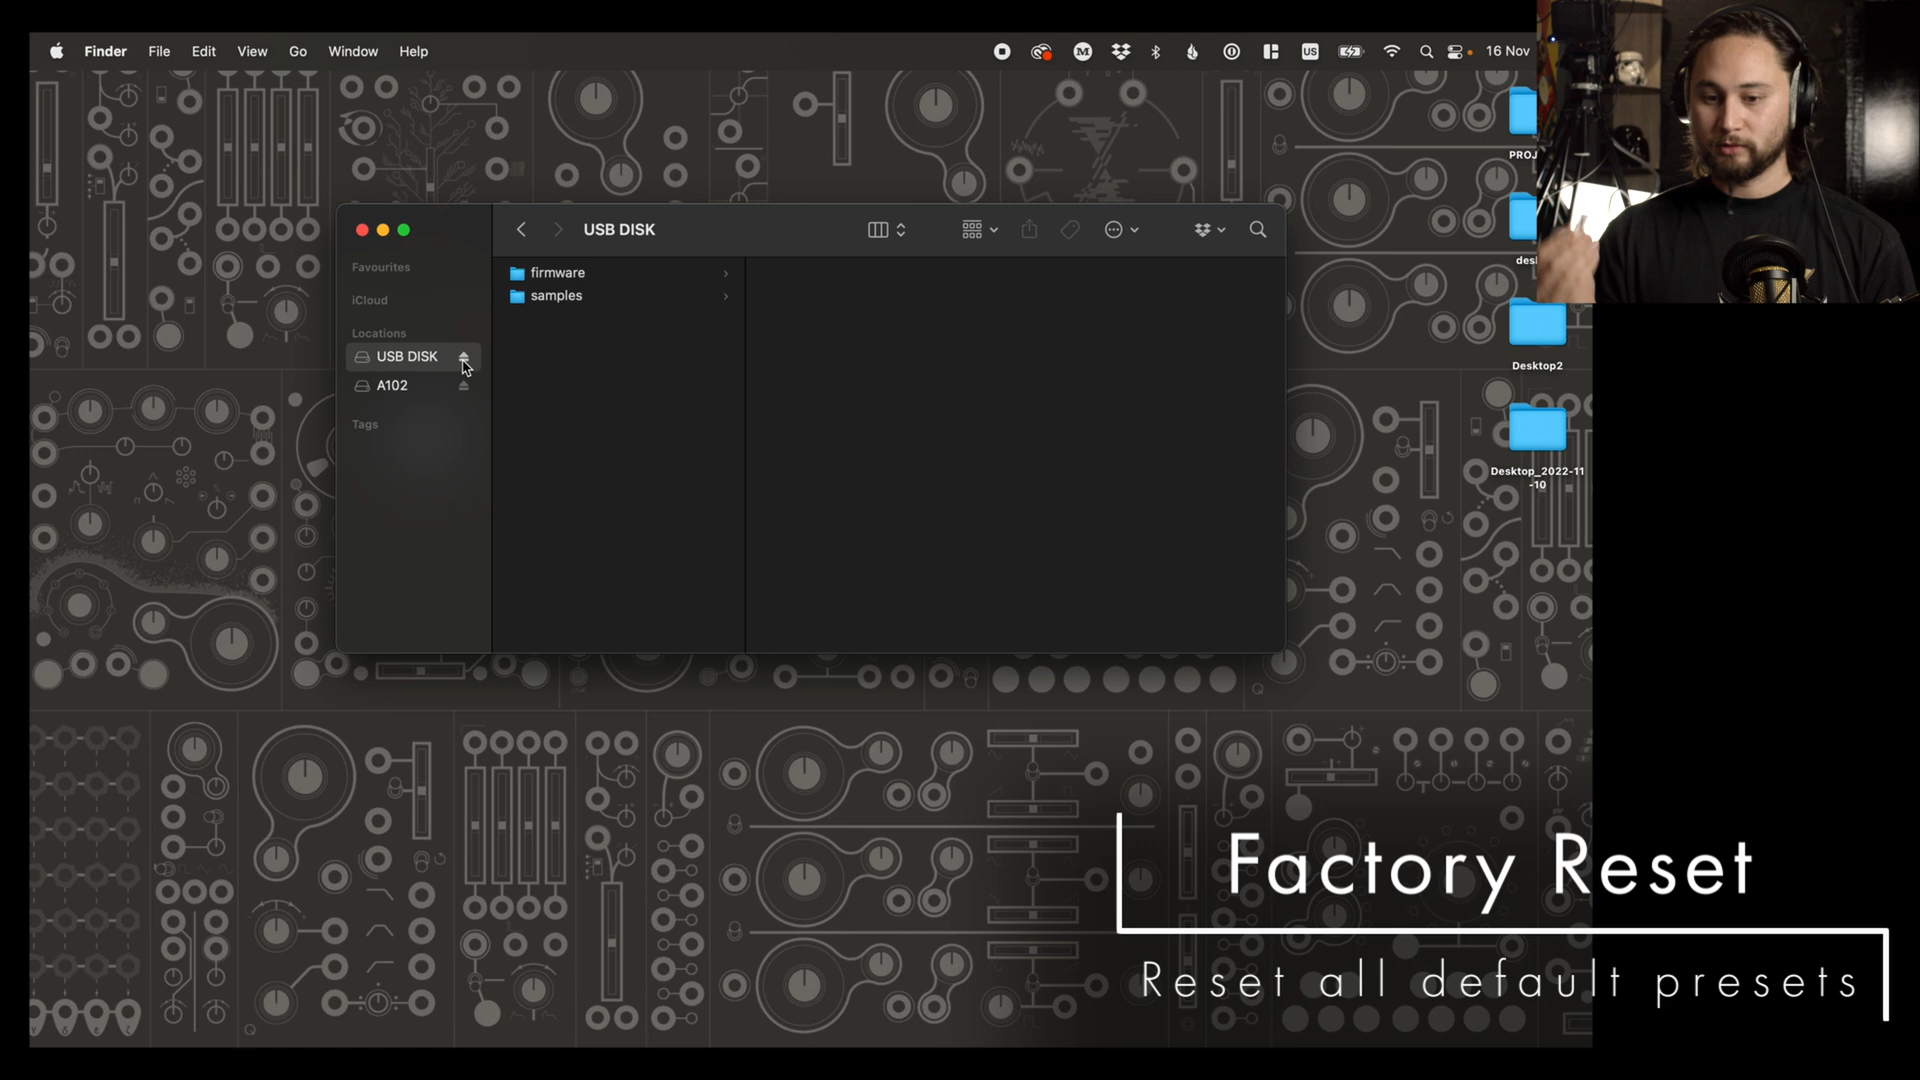 Finder File Edit View Go Window Help
US
16 Nov
USB DISK
Favourites
iCloud
Locations
USB DISK
A102
Tags
firmware
samples
Desktop2
Desktop_2022-11
-10
Factory Reset
Reset all default presets